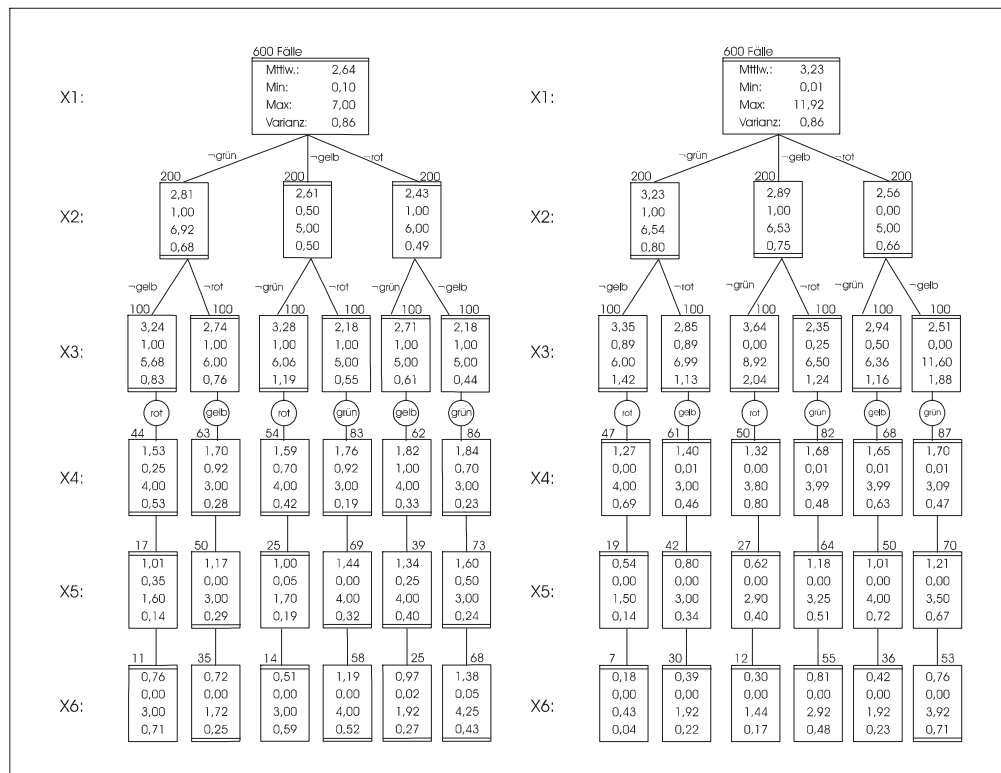 600 Fälle 600 Fälle
X1: Mttlw.: 2,64 X1: Mttlw.: 3,23
Min: 0,10 Min: 0,01
Max: 7,00 Max: 11,92
Varianz: 0,86 Varianz: 0,86
¬grün ¬gelb ¬rot ¬grün ¬gelb ¬rot
200 200 200 200 200 200
X2: 2,81 2,61 2,43 X2: 3,23 2,89 2,56
1,00 0,50 1,00 1,00 1,00 0,00
6,92 5,00 6,00 6,54 6,53 5,00
0,68 0,50 0,49 0,80 0,75 0,66
¬gelb ¬rot ¬grün ¬rot ¬grün ¬gelb ¬gelb ¬rot ¬grün ¬rot ¬grün ¬gelb
100 100 100 100 100 100 100 100 100 100 100 100
X3: 3,24 2,74 3,28 2,18 2,71 2,18 X3: 3,35 2,85 3,64 2,35 2,94 2,51
1,00 1,00 1,00 1,00 1,00 1,00 0,89 0,89 0,00 0,25 0,50 0,00
5,68 6,00 6,06 5,00 5,00 5,00 6,00 6,99 8,92 6,50 6,36 11,60
0,83 0,76 1,19 0,55 0,61 0,44 1,42 1,13 2,04 1,24 1,16 1,88
rot gelb rot grün gelb grün rot gelb rot grün gelb grün
44 63 54 83 62 86 47 61 50 82 68 87
X4: 1,53 1,70 1,59 1,76 1,82 1,84 X4: 1,27 1,40 1,32 1,68 1,65 1,70
0,25 0,92 0,70 0,92 1,00 0,70 0,00 0,01 0,00 0,01 0,01 0,01
4,00 3,00 4,00 3,00 4,00 3,00 4,00 3,00 3,80 3,99 3,99 3,09
0,53 0,28 0,42 0,19 0,33 0,23 0,69 0,46 0,80 0,48 0,63 0,47
17 50 25 69 39 73 19 42 27 64 50 70
X5: 1,01 1,17 1,00 1,44 1,34 1,60 X5: 0,54 0,80 0,62 1,18 1,01 1,21
0,35 0,00 0,05 0,00 0,25 0,50 0,00 0,00 0,00 0,00 0,00 0,00
1,60 3,00 1,70 4,00 4,00 3,00 1,50 3,00 2,90 3,25 4,00 3,50
0,14 0,29 0,19 0,32 0,40 0,24 0,14 0,34 0,40 0,51 0,72 0,67
11 35 14 58 25 68 7 30 12 55 36 53
X6: 0,76 0,72 0,51 1,19 0,97 1,38 X6: 0,18 0,39 0,30 0,81 0,42 0,76
0,00 0,00 0,00 0,00 0,02 0,05 0,00 0,00 0,00 0,00 0,00 0,00
3,00 1,72 3,00 4,00 1,92 4,25 0,43 1,92 1,44 2,92 1,92 3,92
0,71 0,25 0,59 0,52 0,27 0,43 0,04 0,22 0,17 0,48 0,23 0,71